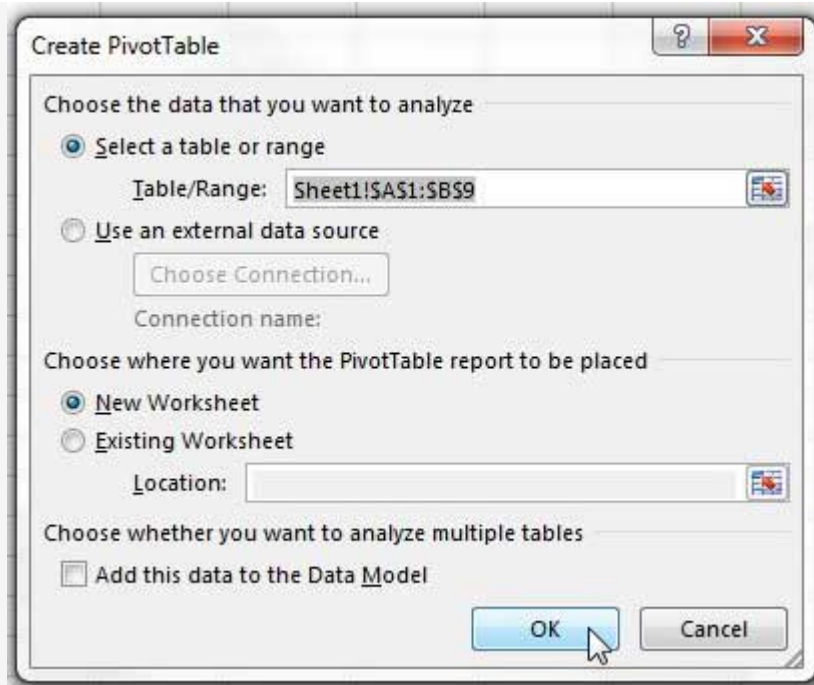 Create PivotTable
?
Choose the data that you want to analyze
Select a table or range
Table/Range: Sheet1!$A$1:$B$9
Use an external data source
Choose Connection...
Connection name:
Choose where you want the PivotTable report to be placed
New Worksheet
Existing Worksheet
Location:
Choose whether you want to analyze multiple tables
Add this data to the Data Model
OK Cancel